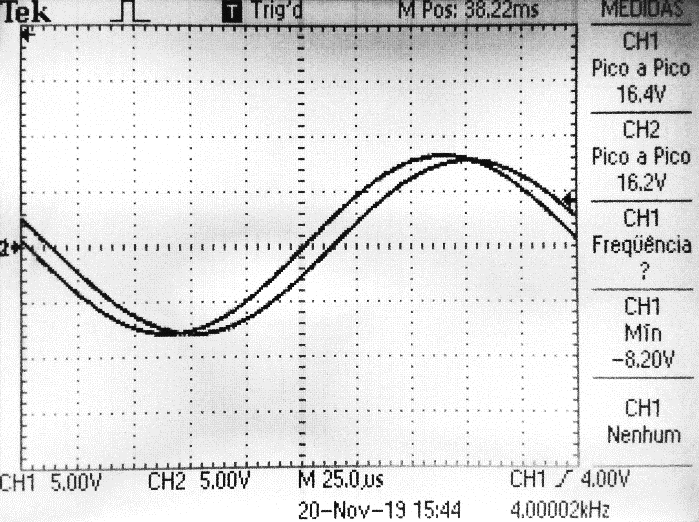 Tek T Trig'd M Pos: 38.22ms MEDIDAS
CH1
Pico a Pico
16.4V
CH2
Pico a Pico
16.2V
CH1
Freqüência
?
CH1
Mín
-8.20V
CH1
Nenhum
CH1 5.00V CH2 5.00V M 25.0µs CH1 4.00V
20-Nov-19 15:44 4.00002kHz